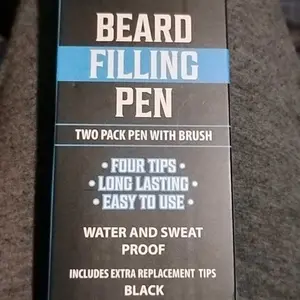 BEARD
FILLING
PEN
TWO PACK PEN WITH BRUSH
• FOUR TIPS •
• LONG LASTING •
• EASY TO USE •
WATER AND SWEAT
PROOF
INCLUDES EXTRA REPLACEMENT TIPS
BLACK